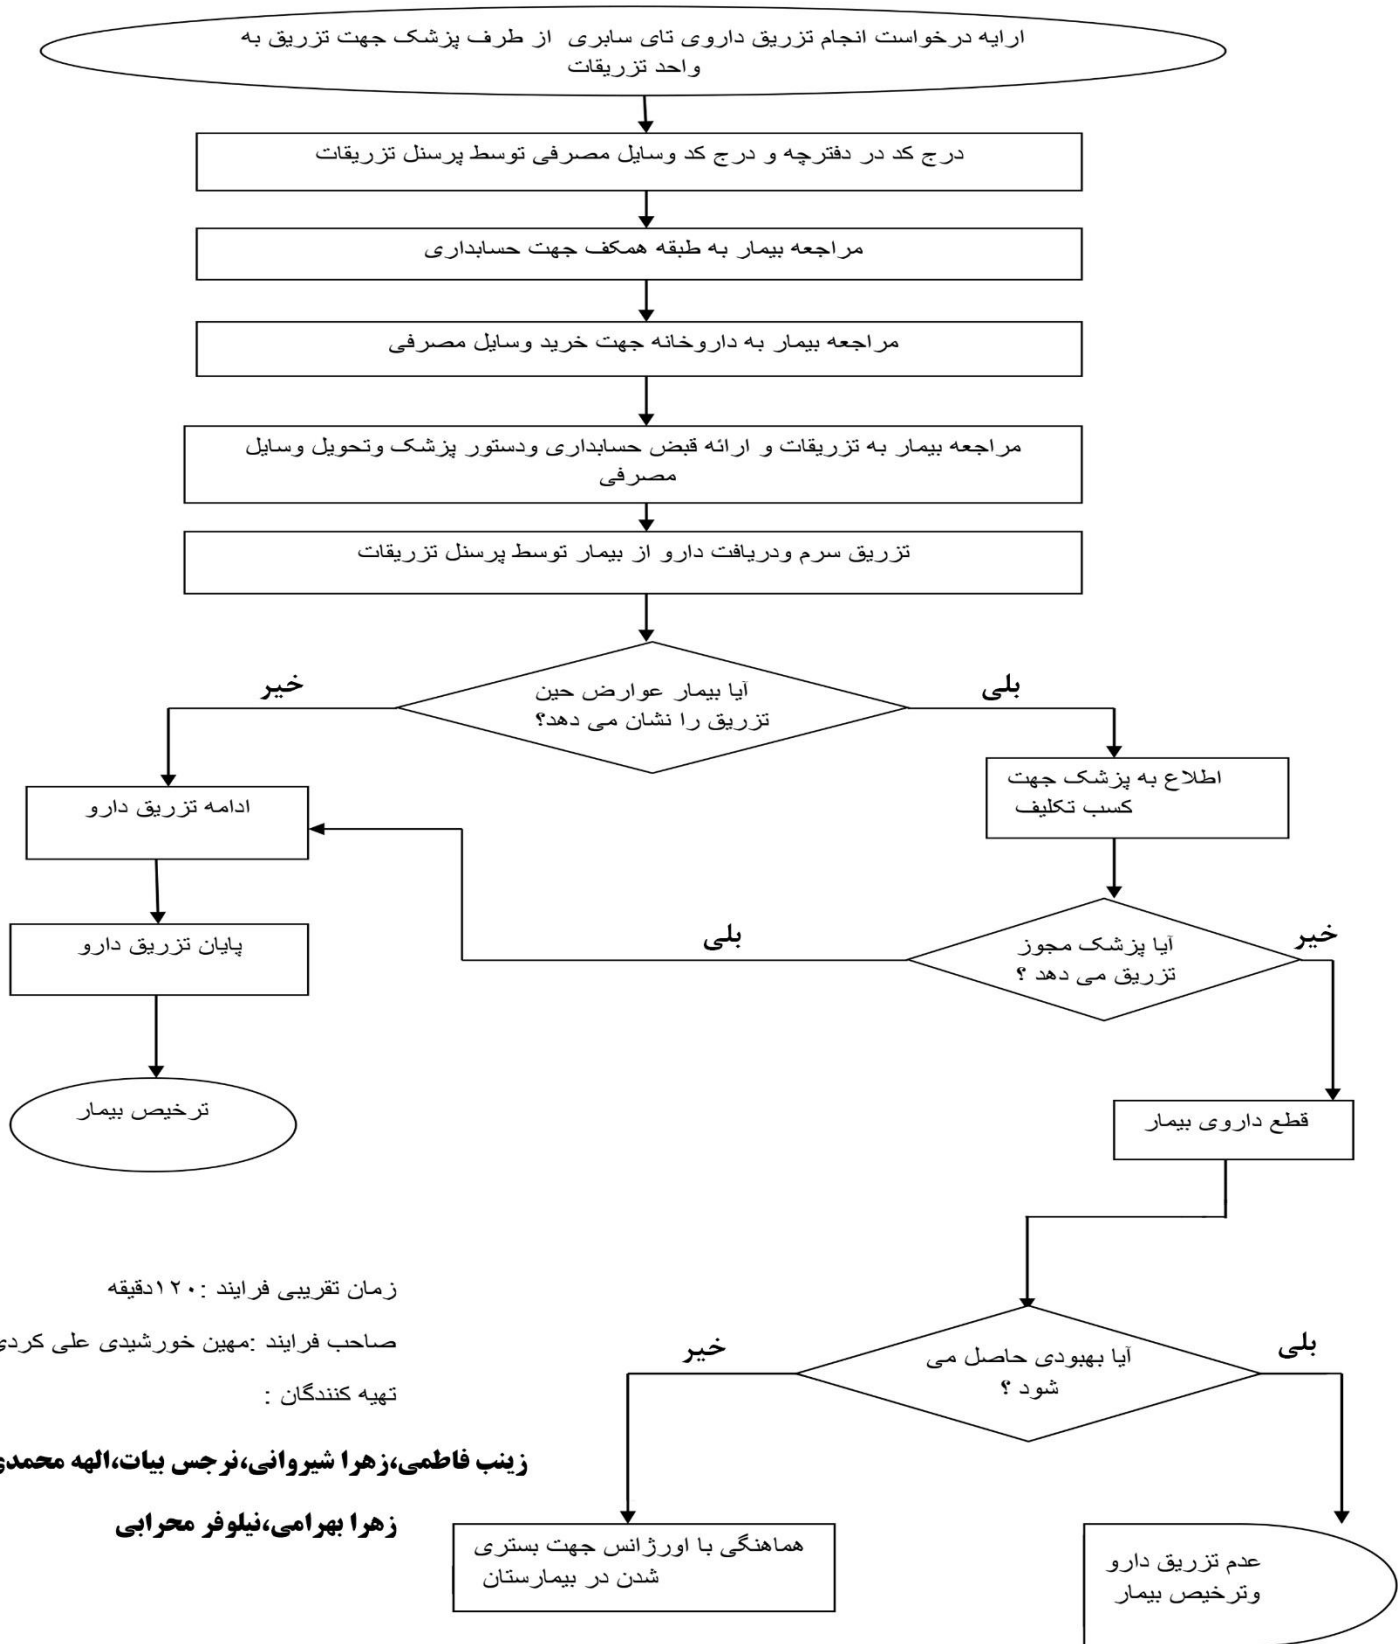 ارایه درخواست انجام تزریق داروی تای سابری از طرف پزشک جهت تزریق به
واحد تزریقات
درج کد در دفترچه و درج کد وسایل مصرفی توسط پرسنل تزریقات
مراجعه بیمار به طبقه همکف جهت حسابداری
مراجعه بیمار به داروخانه جهت خرید وسایل مصرفی
مراجعه بیمار به تزریقات و ارائه قبض حسابداری ودستور پزشک وتحویل وسایل
مصرفی
تزریق سرم ودریافت دارو از بیمار توسط پرسنل تزریقات
آیا بیمار عوارض حین
تزریق را نشان می دهد؟
بلی
خیر
اطلاع به پزشک جهت
کسب تکلیف
ادامه تزریق دارو
آیا پزشک مجوز
تزریق می دهد ؟
خیر
بلی
پایان تزریق دارو
ترخیص بیمار
قطع داروی بیمار
آیا بهبودی حاصل می
شود ؟
بلی
خیر
هماهنگی با اورژانس جهت بستری
شدن در بیمارستان
عدم تزریق دارو
وترخیص بیمار
زمان تقریبی فرایند :۱۲۰دقیقه
صاحب فرایند :مهین خورشیدی علی کردی
تهیه کنندگان :
زینب فاطمی،زهرا شیروانی،نرجس بیات،الهه محمدی
زهرا بهرامی،نیلوفر محرابی